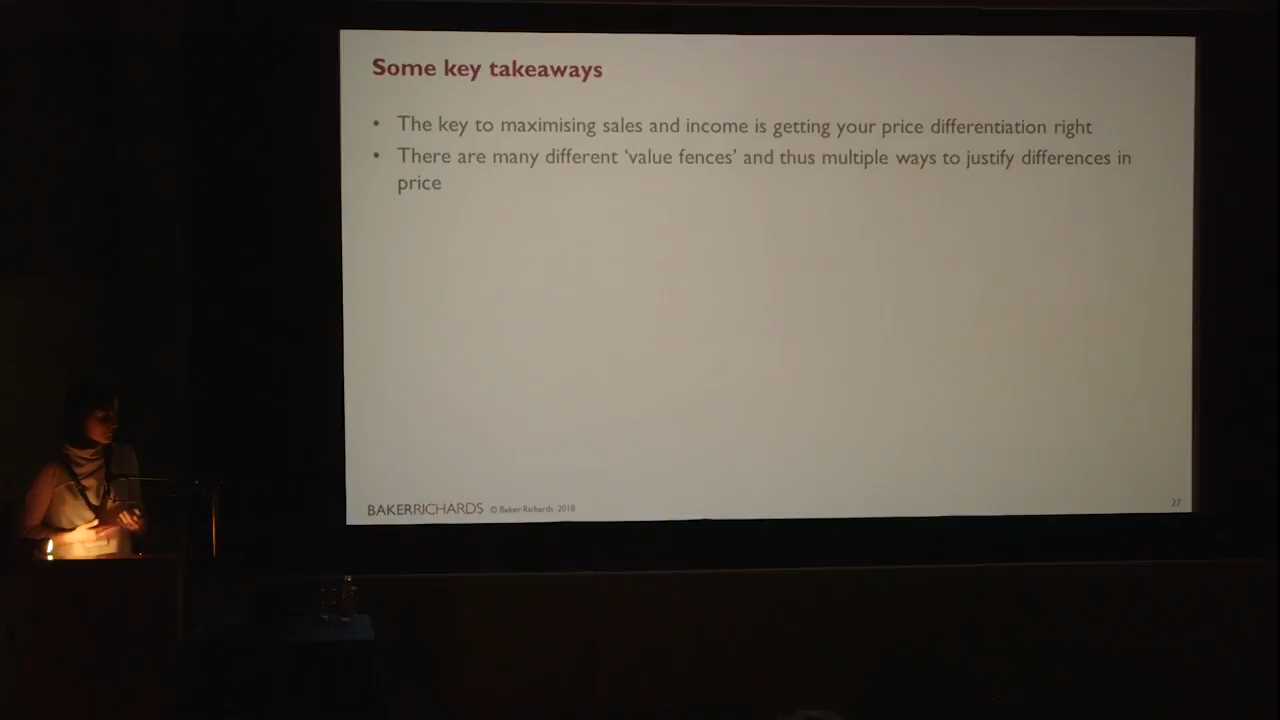 Some key takeaways
• The key to maximising sales and income is getting your price differentiation right
• There are many different ‘value fences’ and thus multiple ways to justify differences in
price
BAKERRICHARDS © Baker Richards 2018
27